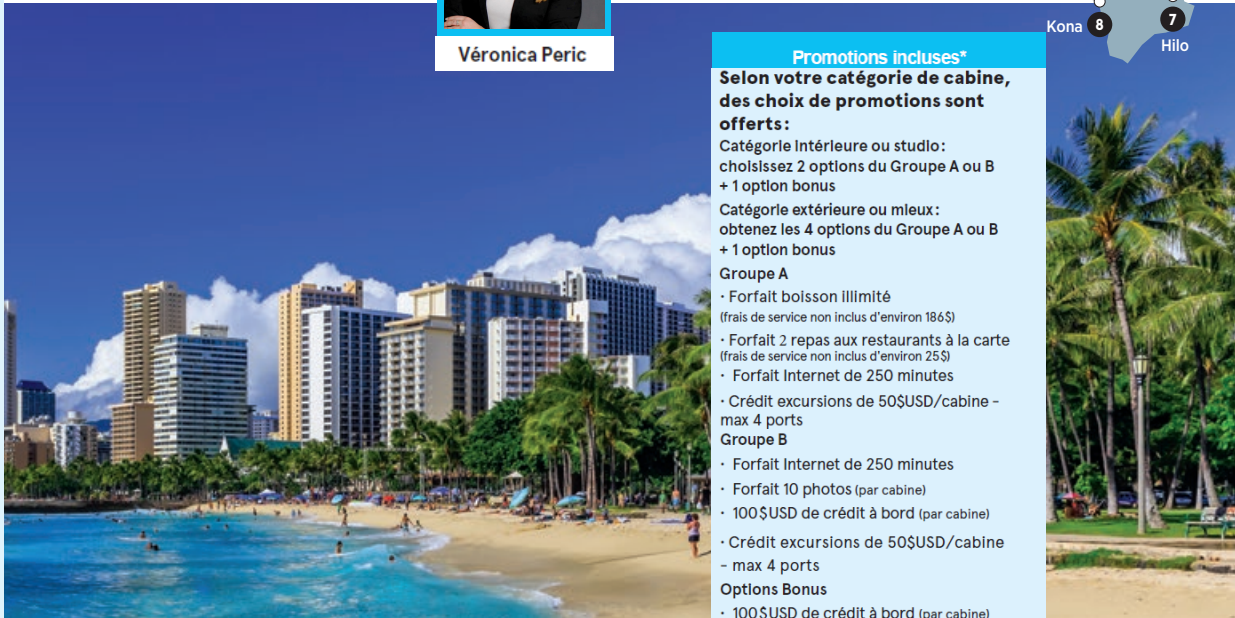 Véronica Peric
Kona 8
7
Hilo
Promotions incluses*
Selon votre catégorie de cabine,
des choix de promotions sont
offerts:
Catégorie intérieure ou studio:
choisissez 2 options du Groupe A ou B
+ 1 option bonus
Catégorie extérieure ou mieux:
obtenez les 4 options du Groupe A ou B
+ 1 option bonus
Groupe A
· Forfait boisson illimité
(frais de service non inclus d'environ 186$)
· Forfait 2 repas aux restaurants à la carte
(frais de service non inclus d'environ 25$)
· Forfait Internet de 250 minutes
· Crédit excursions de 50$USD/cabine -
max 4 ports
Groupe B
· Forfait Internet de 250 minutes
· Forfait 10 photos (par cabine)
· 100$USD de crédit à bord (par cabine)
· Crédit excursions de 50$USD/cabine
- max 4 ports
Options Bonus
· 100$USD de crédit à bord (par cabine)